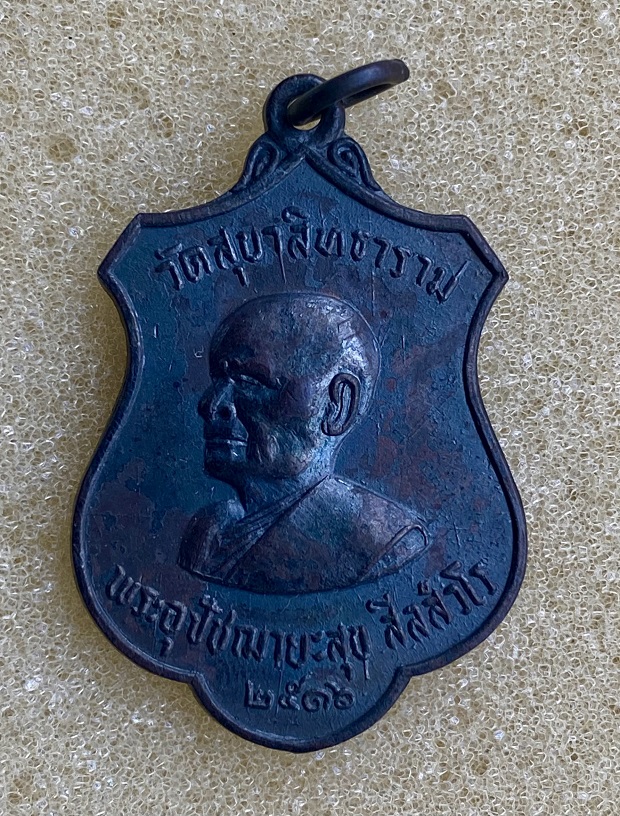 วัดสุขาสิทธาราม
พระอุปัชฌายะสุข สีลสํวโร
๒๕๑๖